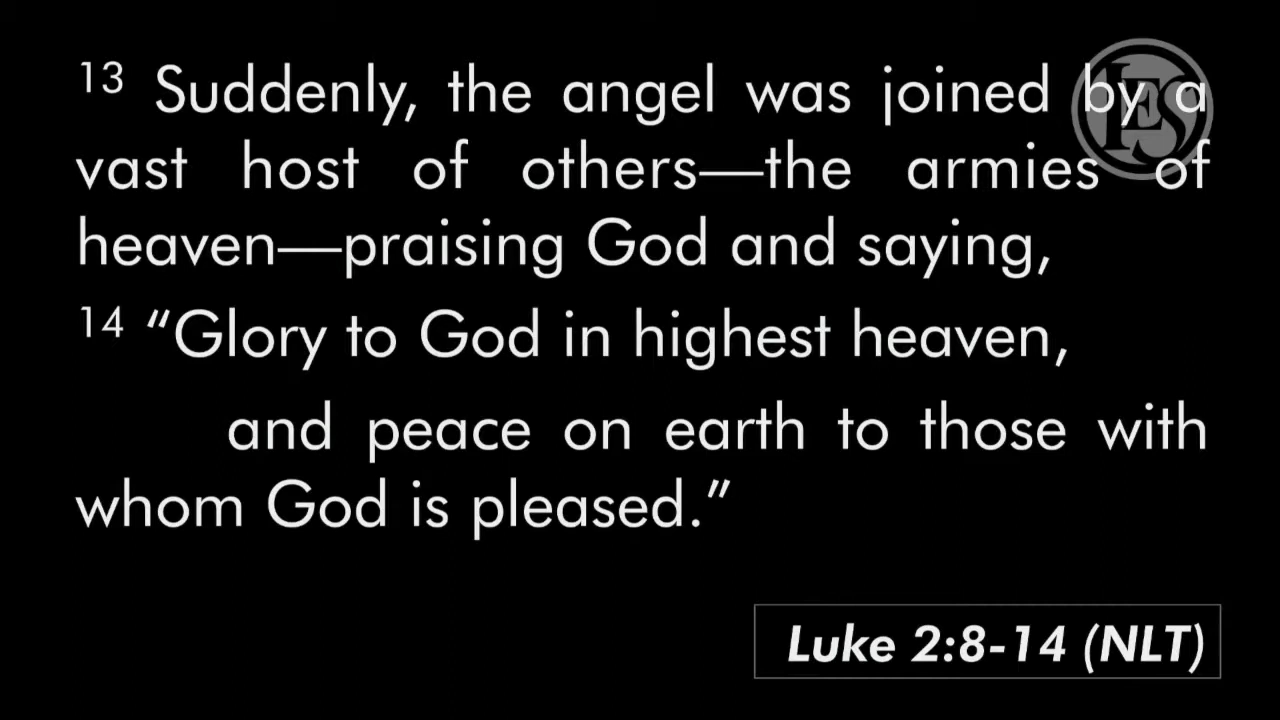 13 Suddenly, the angel was joined by a
vast host of others—the armies of
heaven—praising God and saying,
14 “Glory to God in highest heaven,
and peace on earth to those with
whom God is pleased.”
Luke 2:8-14 (NLT)